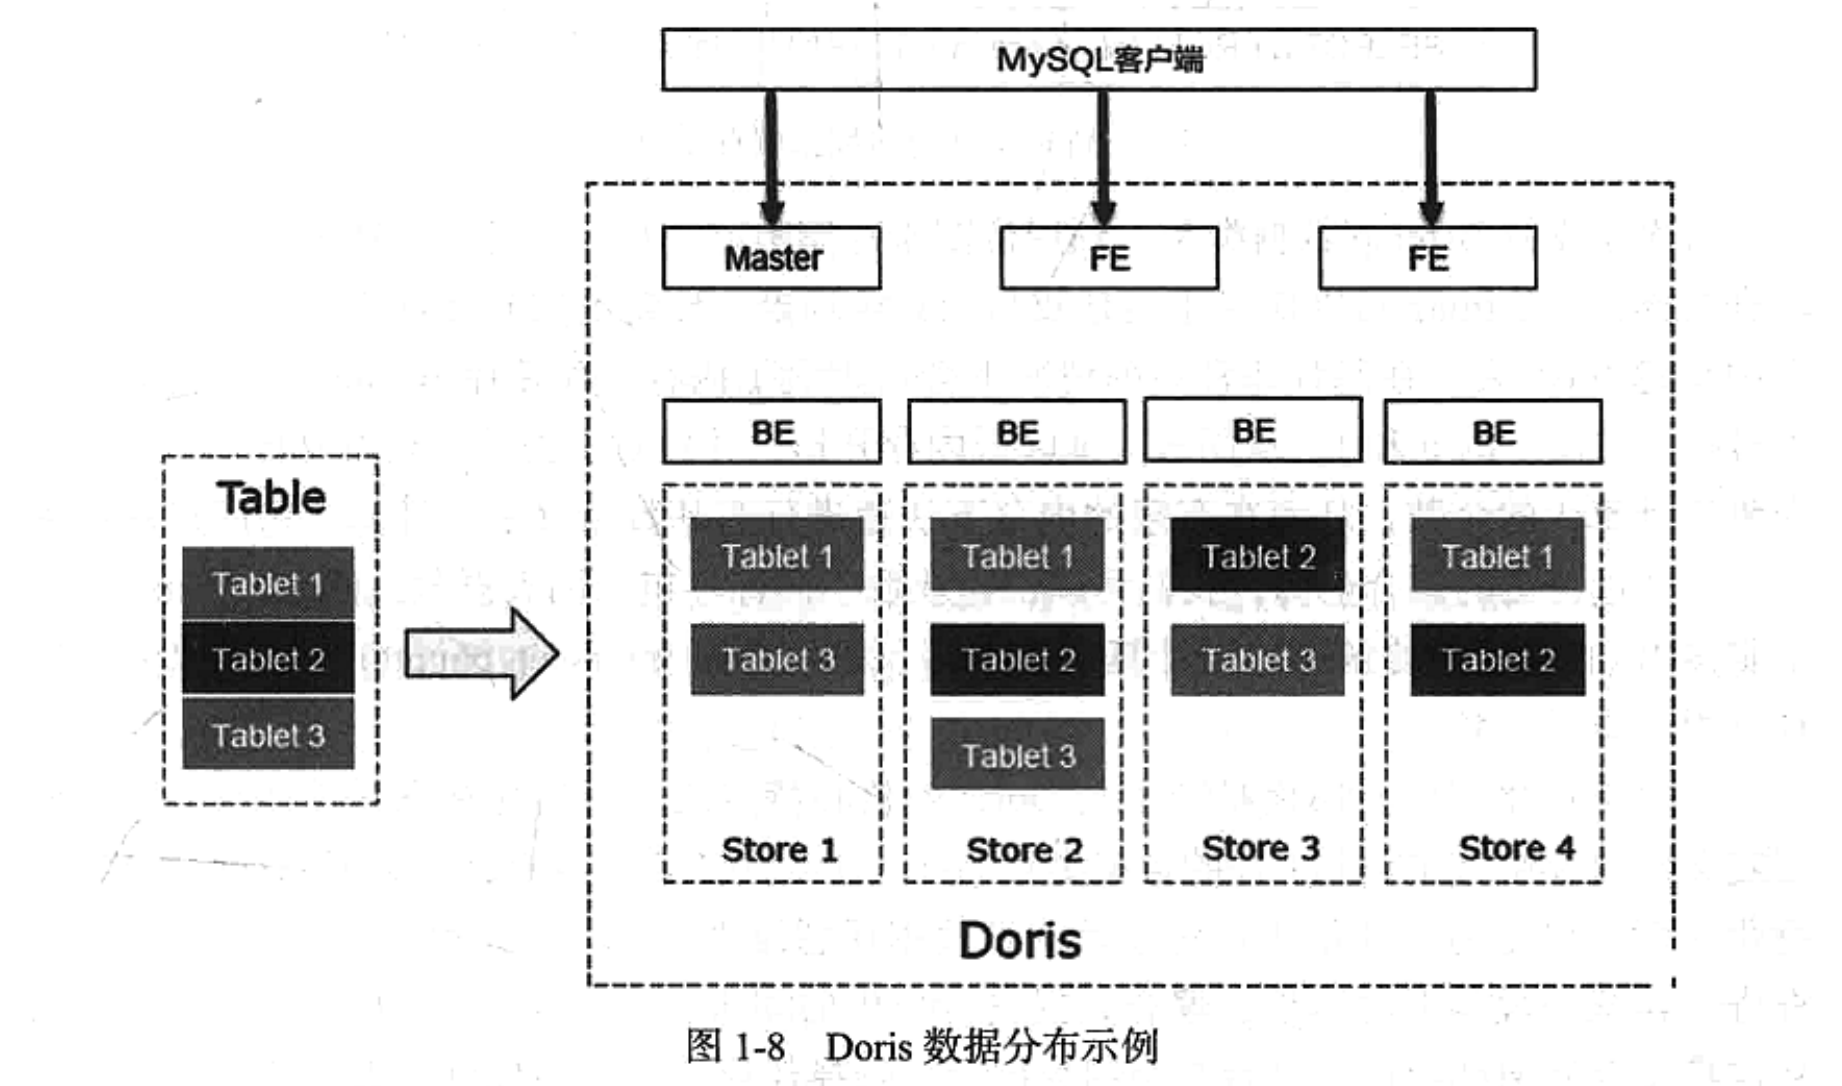 MySQL客户端
Master
FE
FE
BE
BE
BE
BE
Table
Tablet 1
Tablet 2
Tablet 3
Tablet 1
Tablet 3
Store 1
Tablet 1
Tablet 2
Tablet 3
Store 2
Tablet 2
Tablet 3
Store 3
Tablet 1
Tablet 2
Store 4
Doris
图 1-8 Doris 数据分布示例